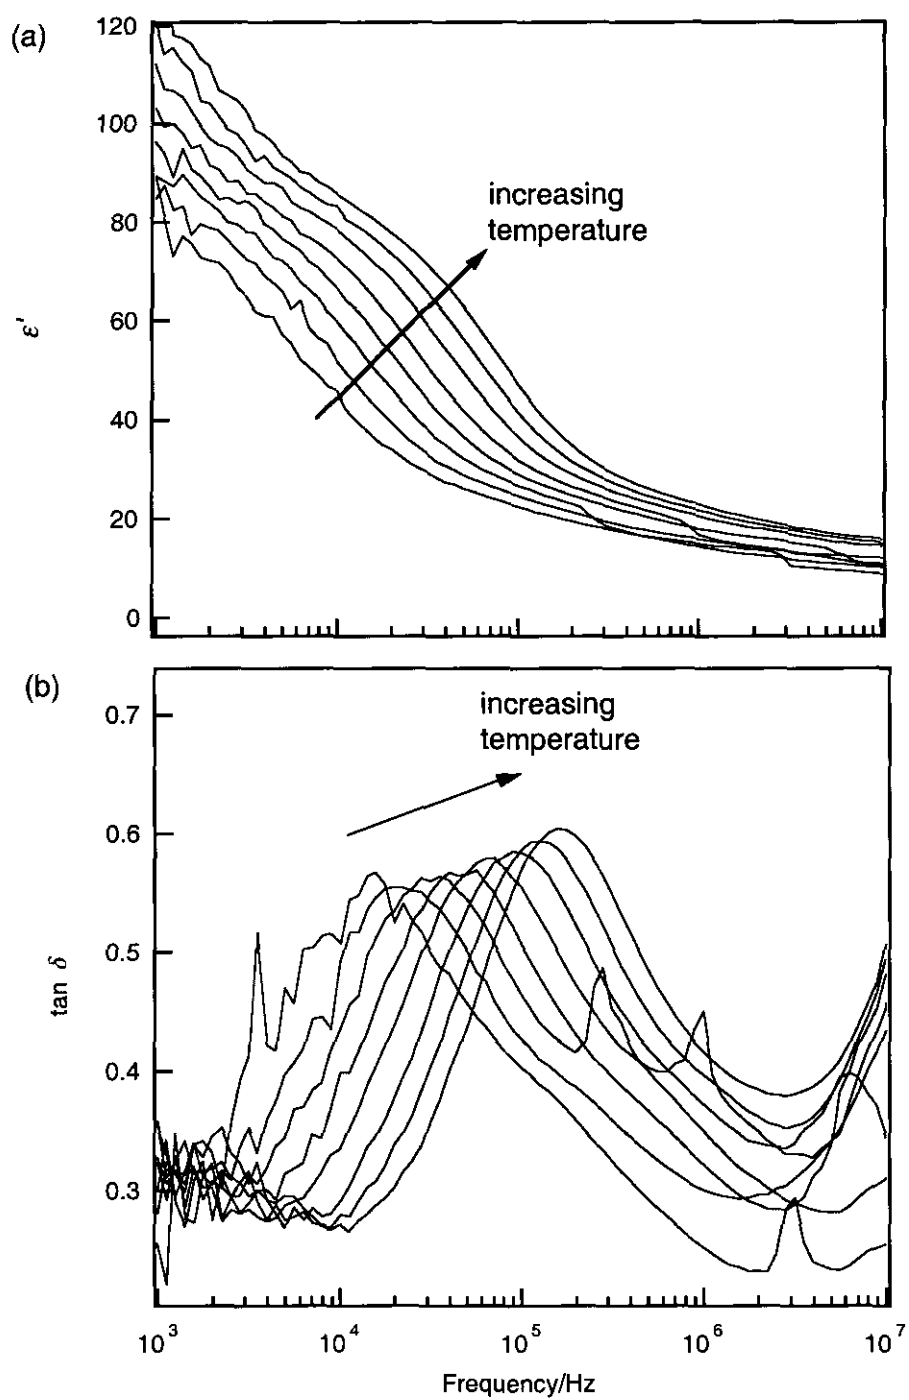 (a)
120
100
80
60
40
20
0
ε'
increasing
temperature
(b)
0.7
0.6
0.5
0.4
0.3
tan δ
increasing
temperature
10³ 10⁴ 10⁵ 10⁶ 10⁷
Frequency/Hz